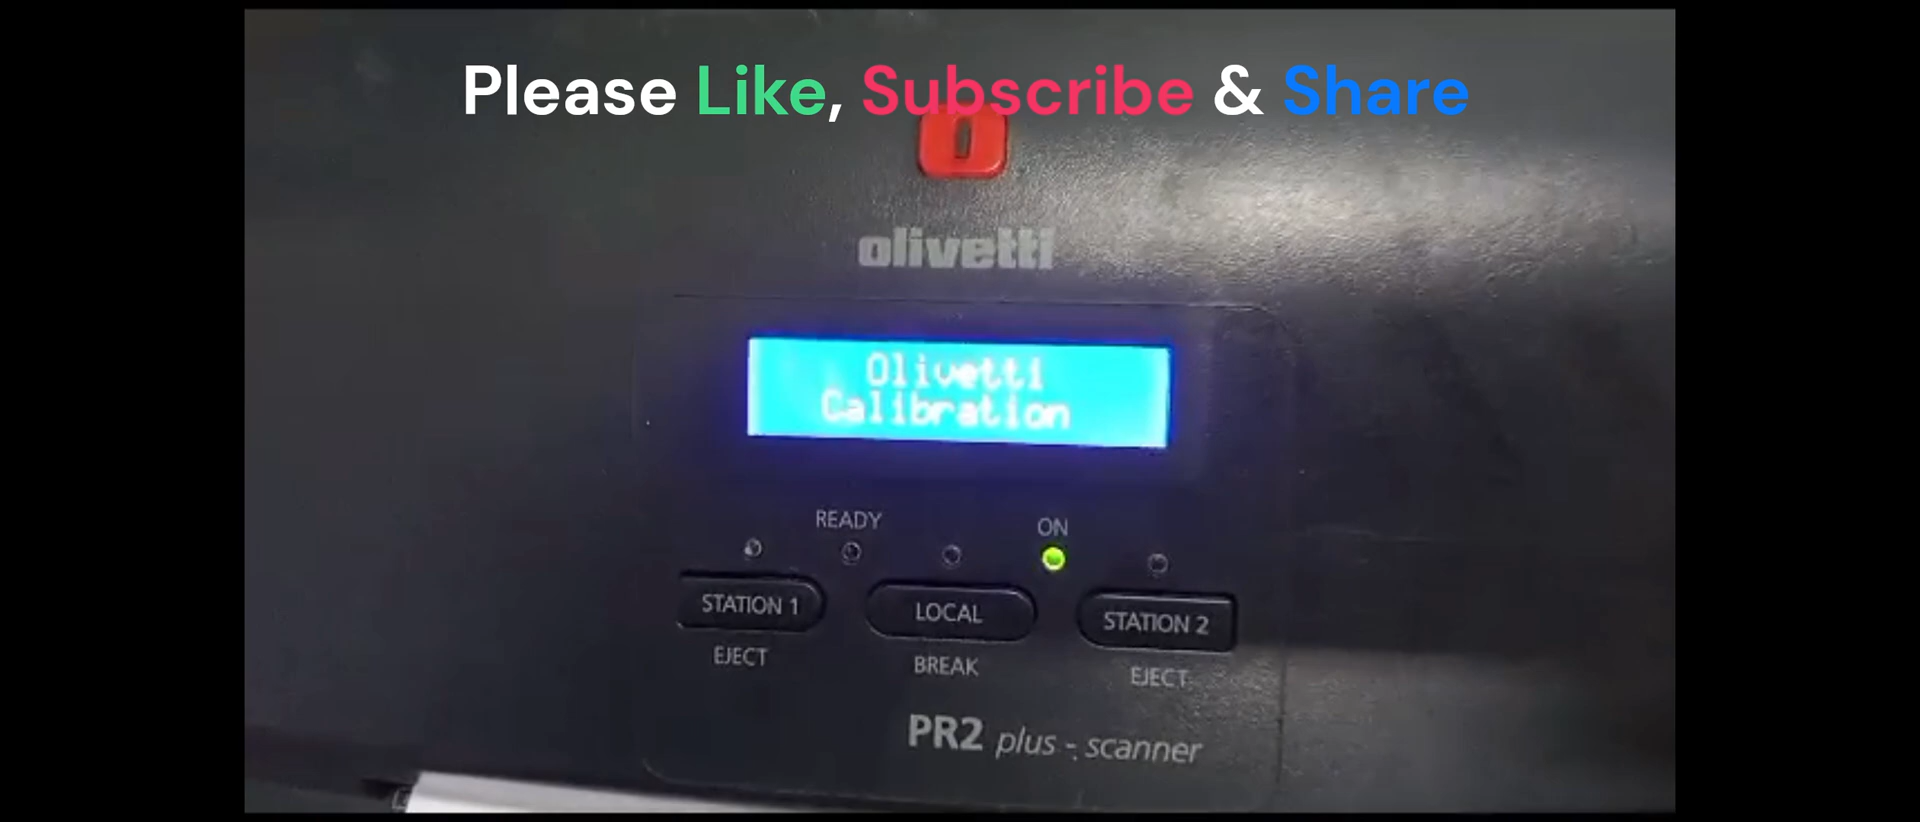 Please Like, Subscribe & Share
olivetti
Olivetti
Calibration
READY
ON
STATION 1
LOCAL
STATION 2
EJECT
BREAK
EJECT
PR2 plus - scanner